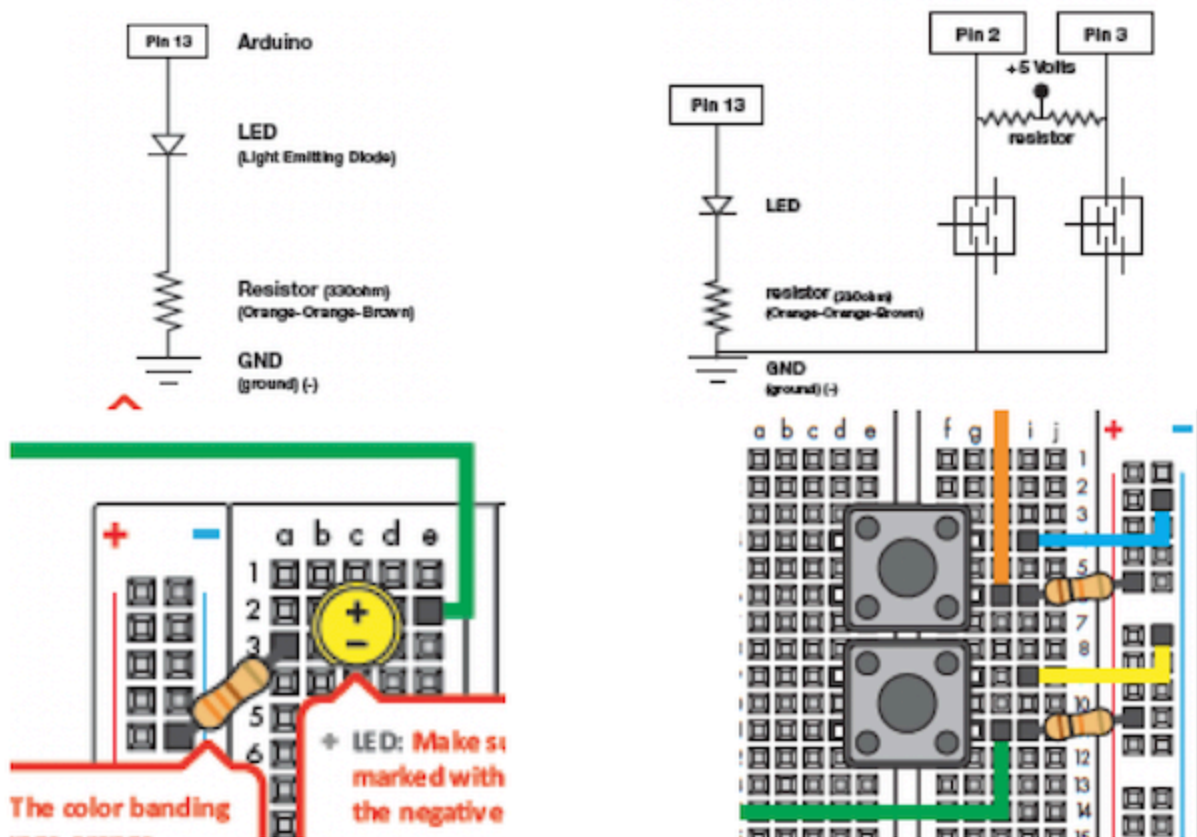 Pin 13 Arduino
LED
(Light Emitting Diode)
Resistor (330ohm)
(Orange-Orange-Brown)
GND
(ground) (-)
Pin 2 Pin 3
+5 Volts
Pin 13
resistor
LED
resistor (330ohm)
(Orange-Orange-Brown)
GND
(ground) (-)
+ − a b c d e
1
2
+
3
−
5
6
+ LED: Make su
marked with
the negative
The color banding
a b c d e f g i j + −
1
2
3
5
7
8
10
12
13
14